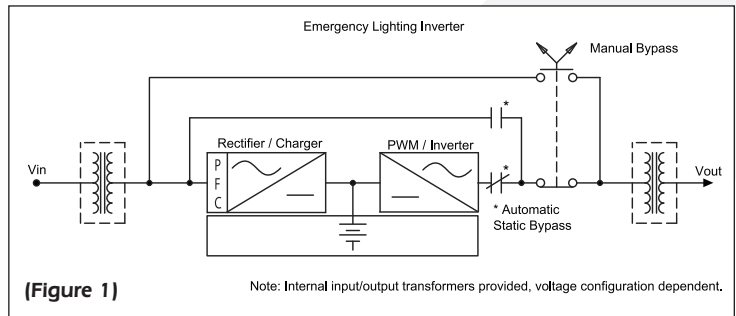 Emergency Lighting Inverter
Manual Bypass
*
Rectifier / Charger
PWM / Inverter
Vin
P
F
C
*
Vout
* Automatic
Static Bypass
(Figure 1)
Note: Internal input/output transformers provided, voltage configuration dependent.